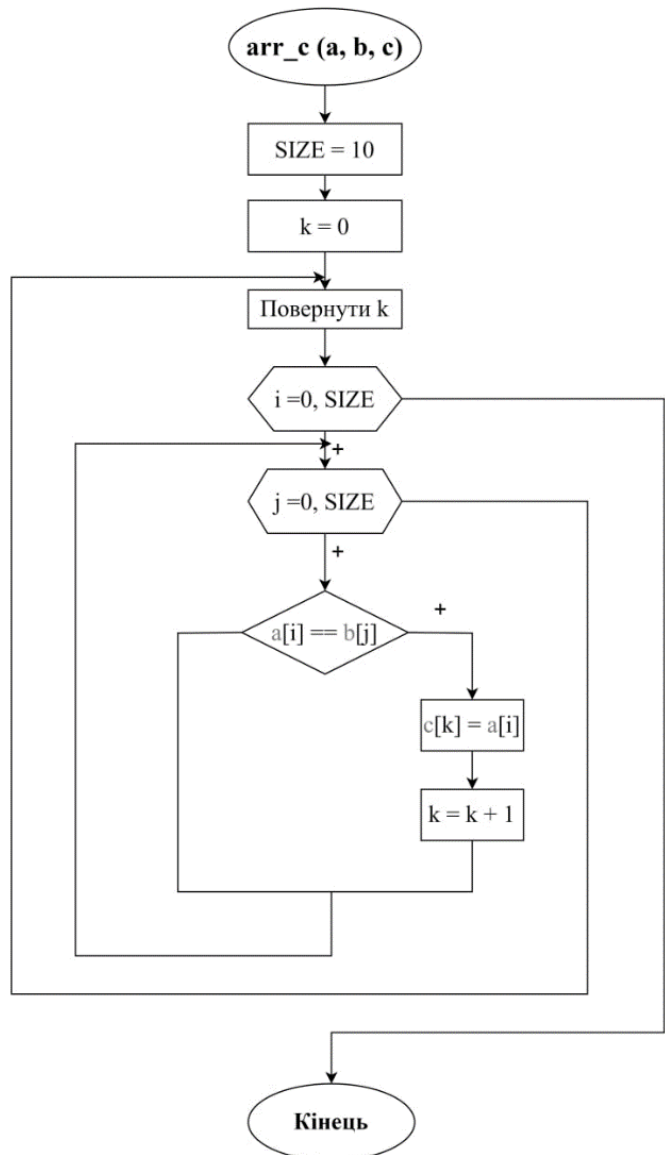 arr_c (a, b, c)
SIZE = 10
k = 0
Повернути k
i =0, SIZE
+
j =0, SIZE
+
a[i] == b[j]
+
c[k] = a[i]
k = k + 1
Кінець